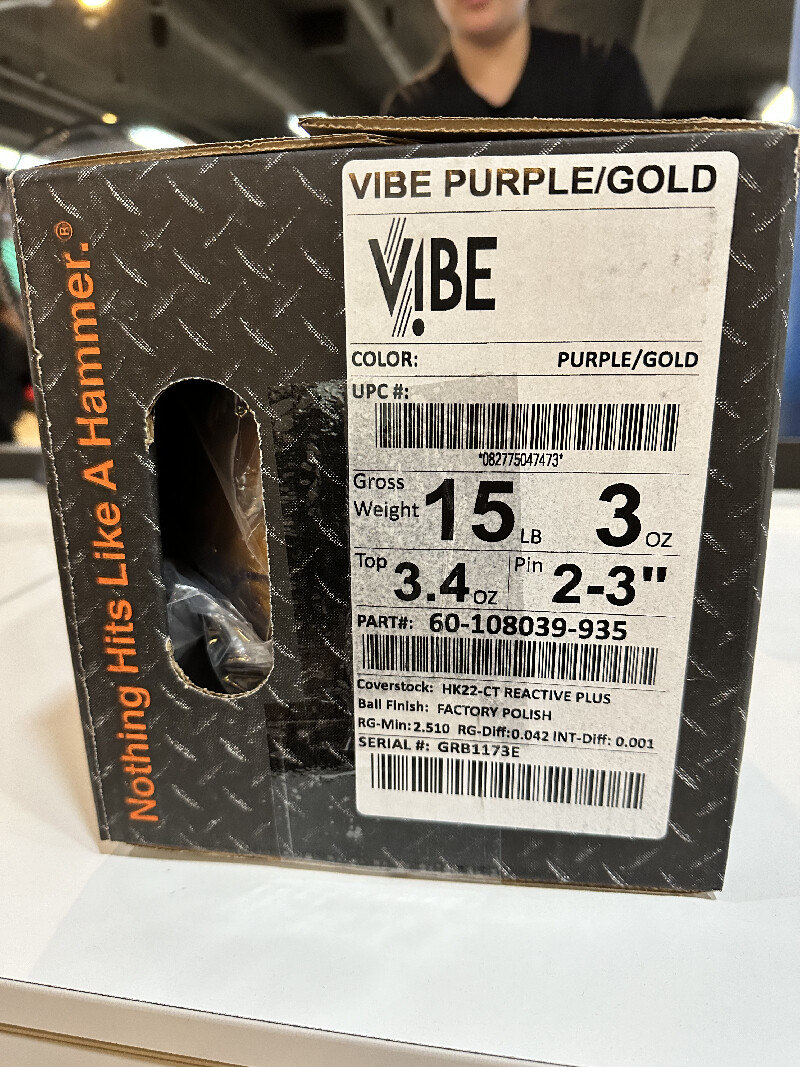 Nothing Hits Like A Hammer.®
VIBE PURPLE/GOLD
VIBE
COLOR: PURPLE/GOLD
UPC #:
*082775047473*
Gross Weight 15 LB 3 OZ
Top 3.4 OZ Pin 2-3"
PART#: 60-108039-935
Coverstock: HK22-CT REACTIVE PLUS
Ball Finish: FACTORY POLISH
RG-Min:2.510 RG-Diff:0.042 INT-Diff: 0.001
SERIAL #: GRB1173E